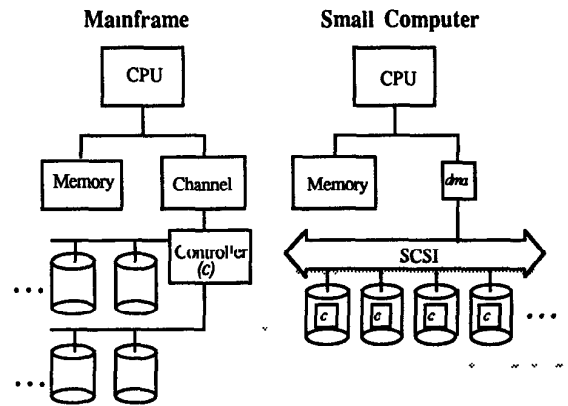 Mainframe
Small Computer
CPU
CPU
Memory
Channel
Memory
dma
Controller
(c)
SCSI
...
c
c
c
c
...
...